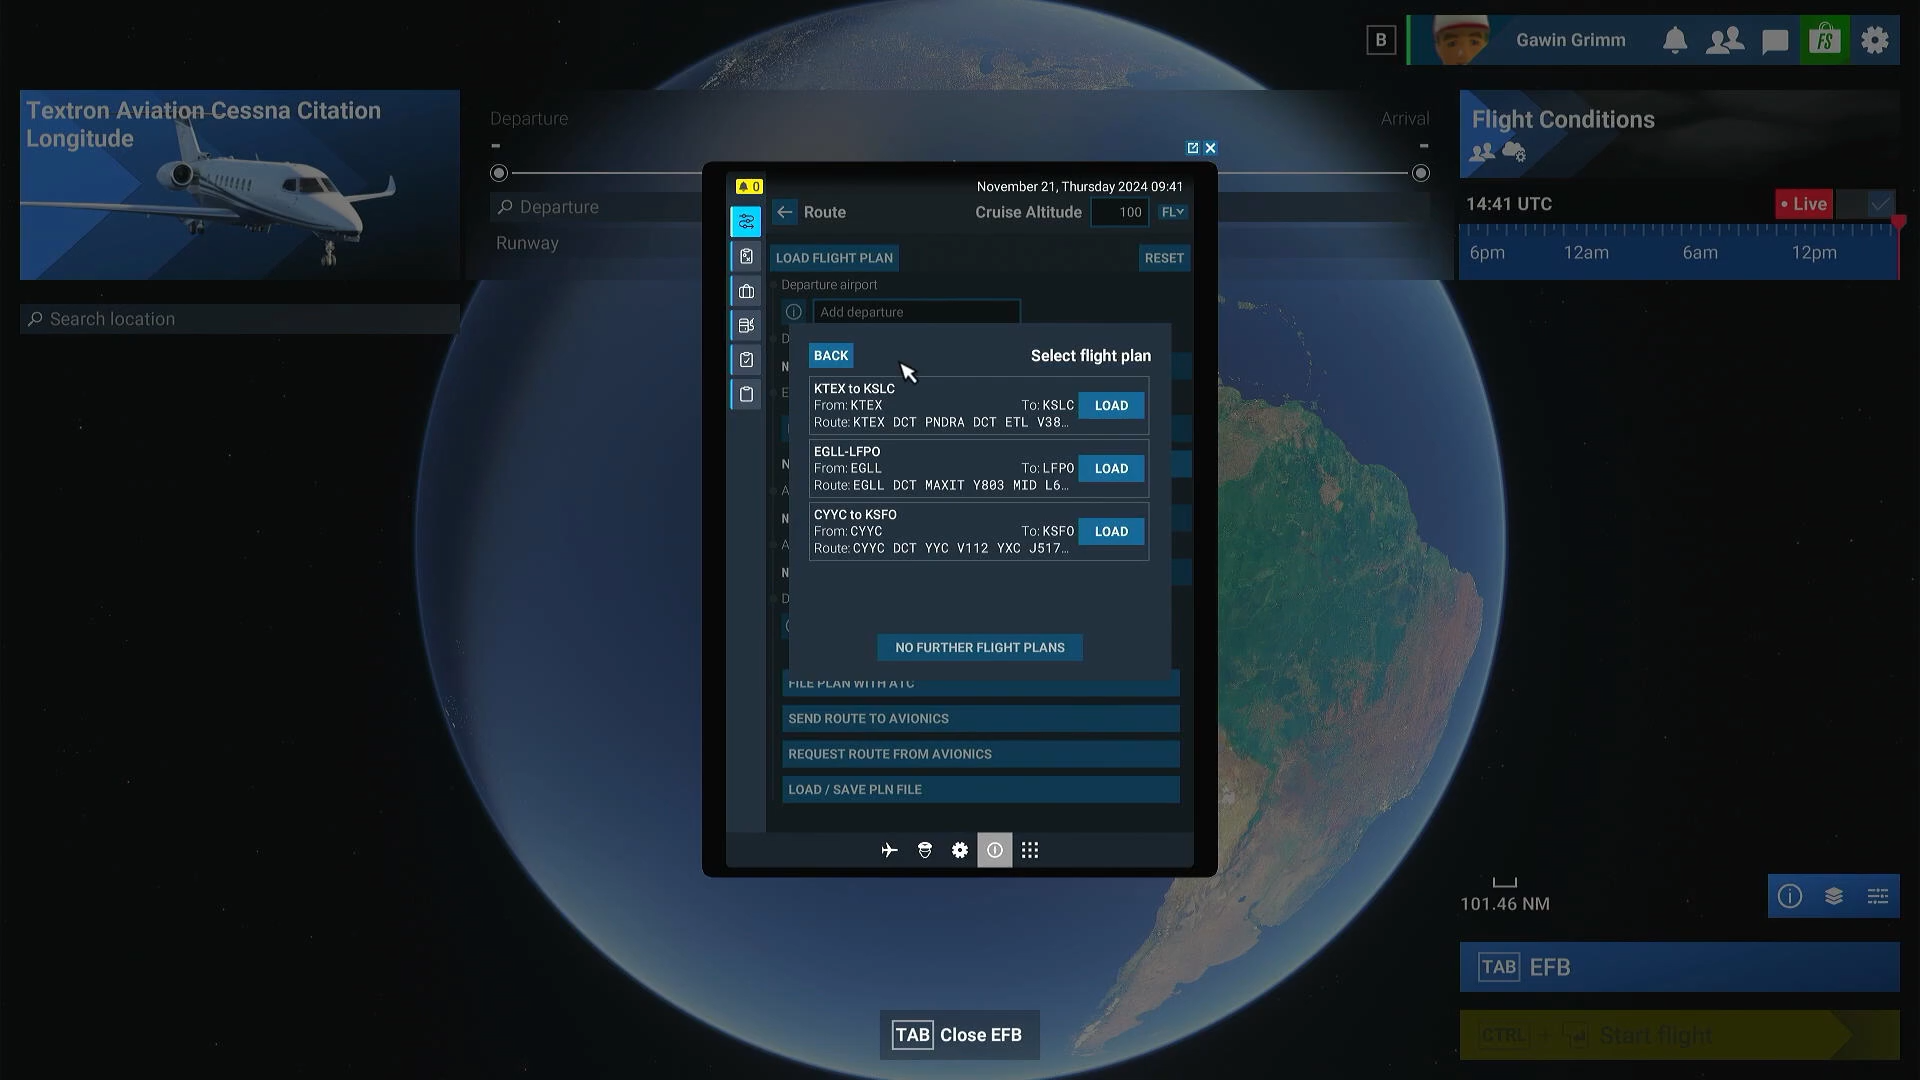 B
Gawin Grimm
FS
Textron Aviation Cessna Citation
Longitude
Departure
-
Arrival
-
Departure
Runway
Flight Conditions
14:41 UTC
• Live
6pm
12am
6am
12pm
Search location
0
November 21, Thursday 2024 09:41
Route
Cruise Altitude
100
FL
LOAD FLIGHT PLAN
RESET
Departure airport
Add departure
BACK
Select flight plan
KTEX to KSLC
From: KTEX
To: KSLC
LOAD
Route: KTEX DCT PNDRA DCT ETL V38…
EGLL-LFPO
From: EGLL
To: LFPO
LOAD
Route: EGLL DCT MAXIT Y803 MID L6…
CYYC to KSFO
From: CYYC
To: KSFO
LOAD
Route: CYYC DCT YYC V112 YXC J517…
NO FURTHER FLIGHT PLANS
FILE PLAN WITH ATC
SEND ROUTE TO AVIONICS
REQUEST ROUTE FROM AVIONICS
LOAD / SAVE PLN FILE
101.46 NM
TAB EFB
TAB Close EFB
CTRL + Start flight